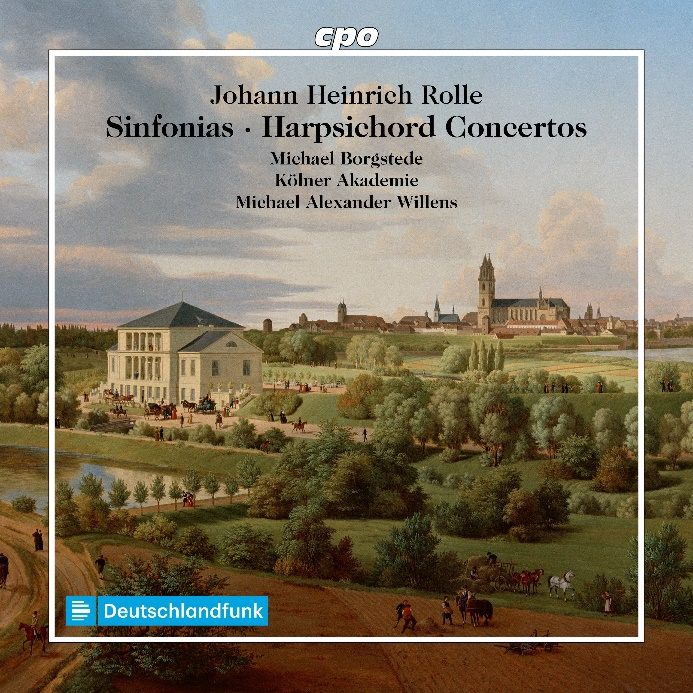 cpo
Johann Heinrich Rolle
Sinfonias · Harpsichord Concertos
Michael Borgstede
Kölner Akademie
Michael Alexander Willens
Deutschlandfunk